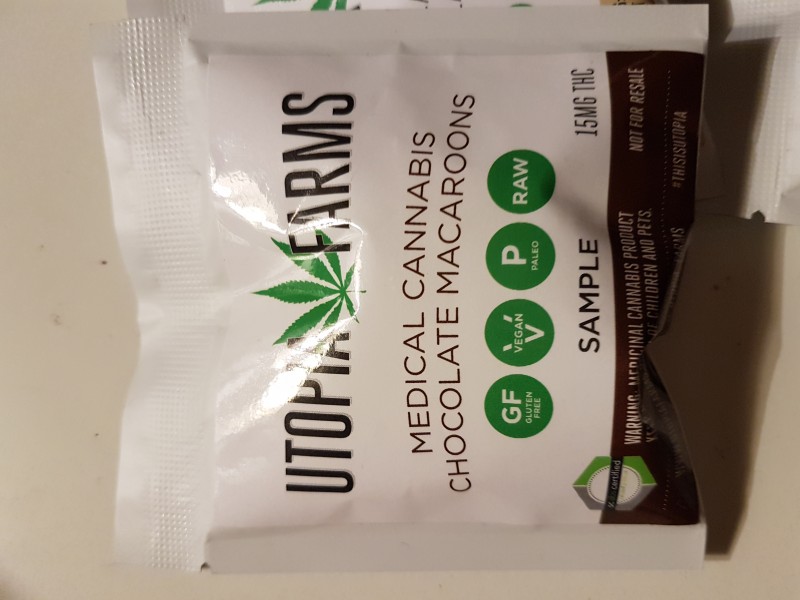 UTOPIA FARMS
MEDICAL CANNABIS
CHOCOLATE MACAROONS
GF
GLUTEN
FREE
VEGAN
V
P
PALEO
RAW
SAMPLE
15MG THC
WARNING: MEDICINAL CANNABIS PRODUCT
OF CHILDREN AND PETS.
NOT FOR RESALE
#THISISUTOPIA
certified